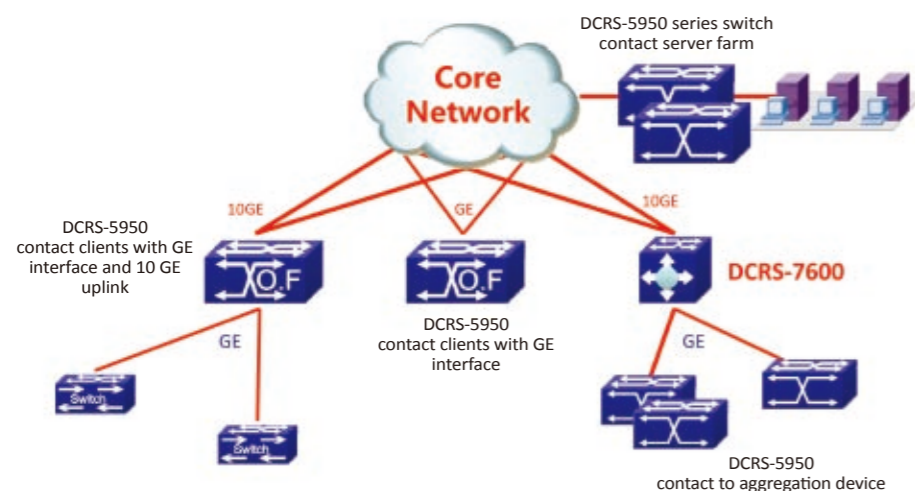 DCRS-5950 series switch
contact server farm
Core
Network
10GE
GE
10GE
DCRS-5950
contact clients with GE
interface and 10 GE
uplink
O.F
O.F
DCRS-7600
DCRS-5950
contact clients with GE
interface
GE
GE
Switch
Switch
DCRS-5950
contact to aggregation device